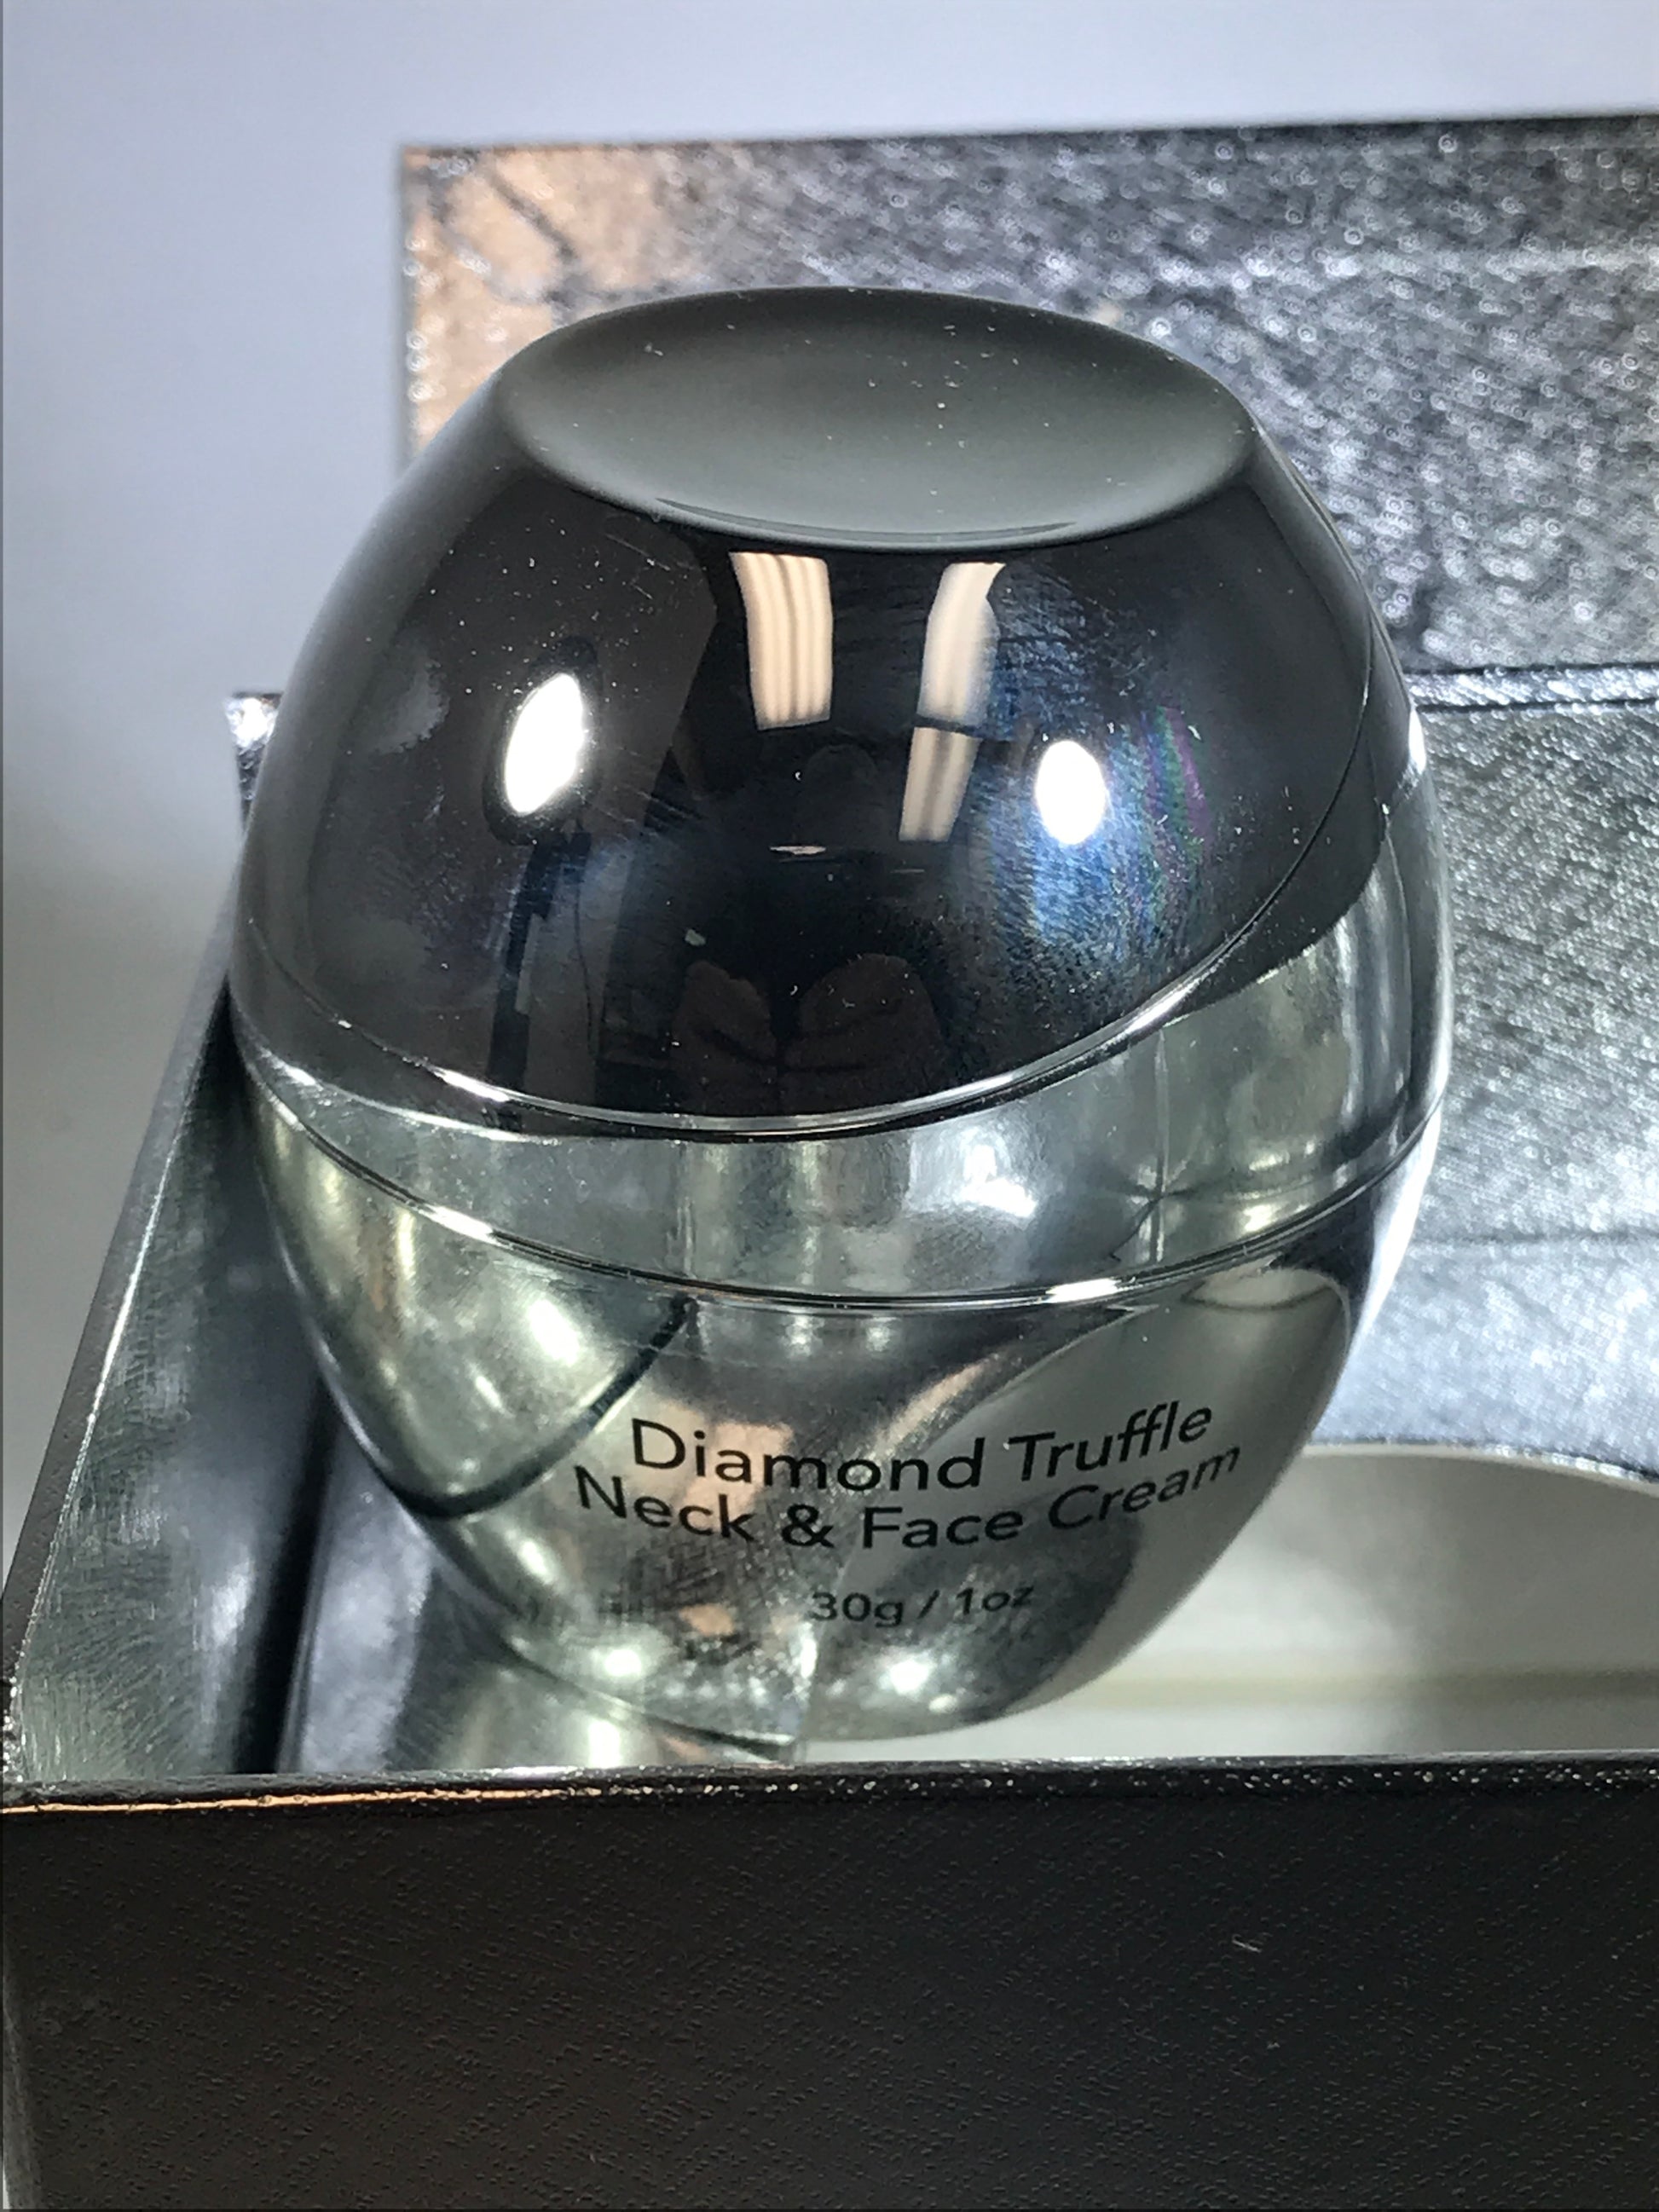 Diamond Truffle
Neck & Face Cream
30g / 1oz